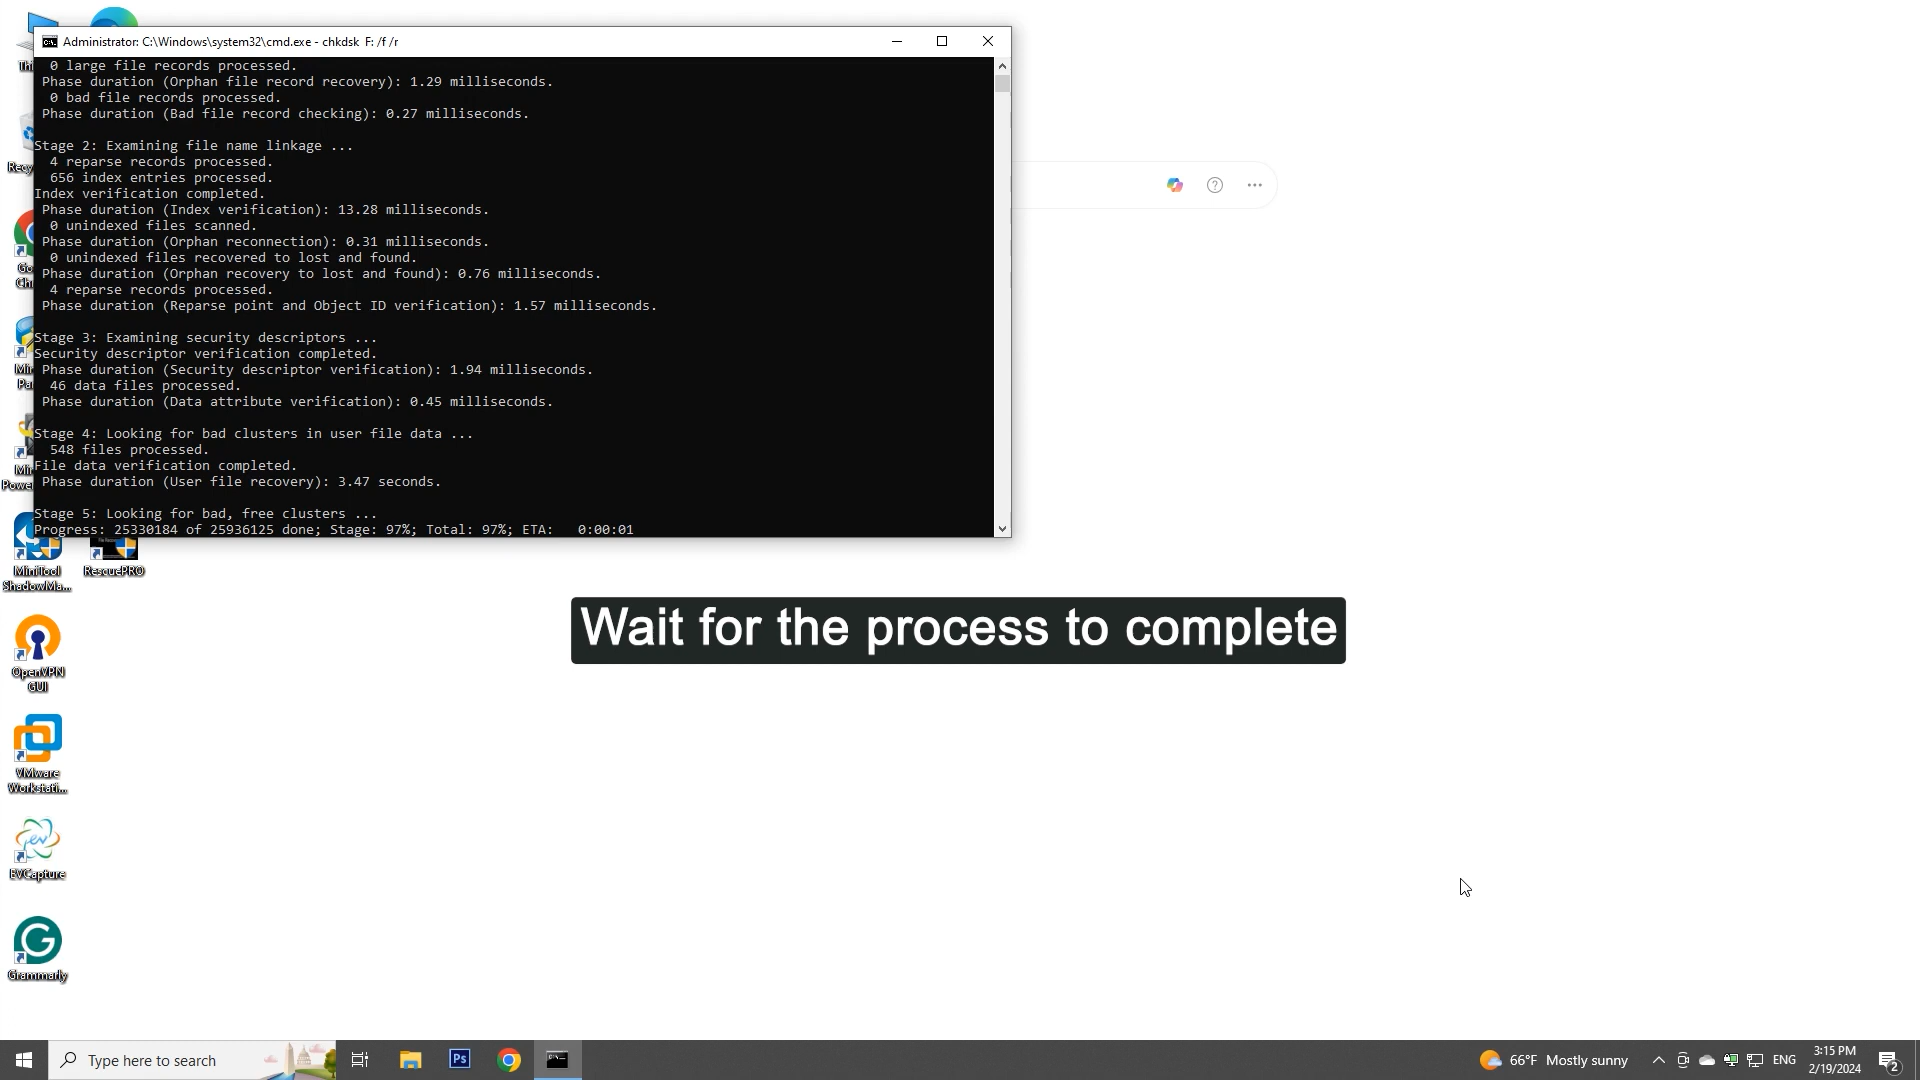 Administrator: C:\Windows\system32\cmd.exe - chkdsk  F: /f /r
0 large file records processed.
Phase duration (Orphan file record recovery): 1.29 milliseconds.
0 bad file records processed.
Phase duration (Bad file record checking): 0.27 milliseconds.
Stage 2: Examining file name linkage ...
4 reparse records processed.
656 index entries processed.
Index verification completed.
Phase duration (Index verification): 13.28 milliseconds.
0 unindexed files scanned.
Phase duration (Orphan reconnection): 0.31 milliseconds.
0 unindexed files recovered to lost and found.
Phase duration (Orphan recovery to lost and found): 0.76 milliseconds.
4 reparse records processed.
Phase duration (Reparse point and Object ID verification): 1.57 milliseconds.
Stage 3: Examining security descriptors ...
Security descriptor verification completed.
Phase duration (Security descriptor verification): 1.94 milliseconds.
46 data files processed.
Phase duration (Data attribute verification): 0.45 milliseconds.
Stage 4: Looking for bad clusters in user file data ...
548 files processed.
File data verification completed.
Phase duration (User file recovery): 3.47 seconds.
Stage 5: Looking for bad, free clusters ...
Progress: 25330184 of 25936125 done; Stage: 97%; Total: 97%; ETA:   0:00:01
MiniTool
ShadowMa...
RescuePRO
Wait for the process to complete
OpenVPN
GUI
VMware
Workstati...
EVCapture
Grammarly
Type here to search
Ps
66°F Mostly sunny
ENG
3:15 PM
2/19/2024
2